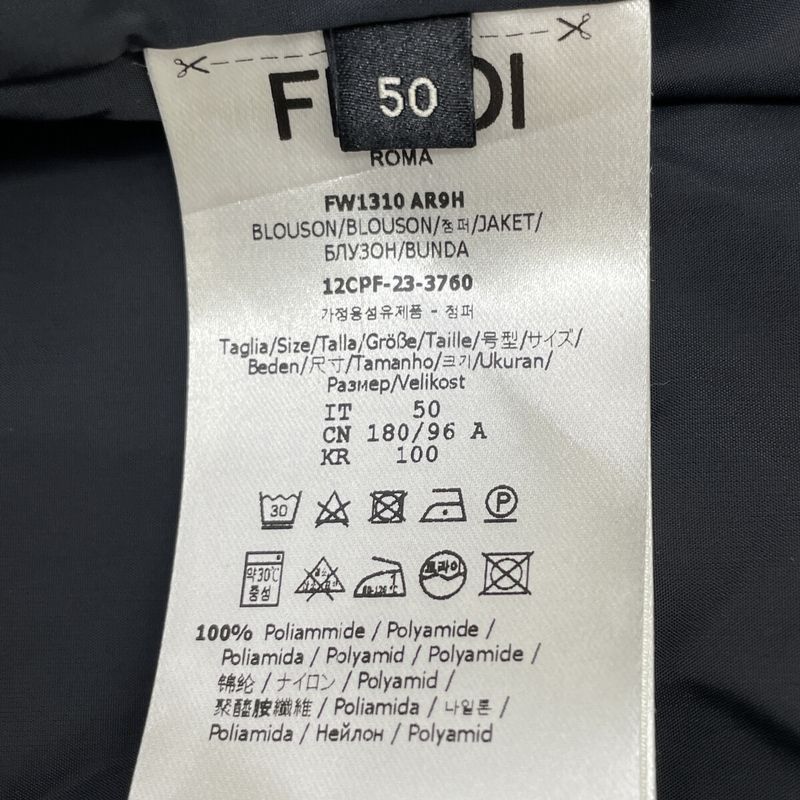 50
ROMA
FW1310 AR9H
BLOUSON/BLOUSON/점퍼/JAKET/
БЛУЗОН/BUNDA
12CPF-23-3760
가정용섬유제품 - 점퍼
Taglia/Size/Talla/Größe/Taille/号型/サイズ/
Beden/尺寸/Tamanho/크기/Ukuran/
Размер/Velikost
IT 50
CN 180/96 A
KR 100
30 P
약30℃ 드라이
중성
100% Poliammide / Polyamide /
Poliamida / Polyamid / Polyamide /
锦纶 / ナイロン / Polyamid /
聚醯胺纖維 / Poliamida / 나일론 /
Poliamida / Нейлон / Polyamid